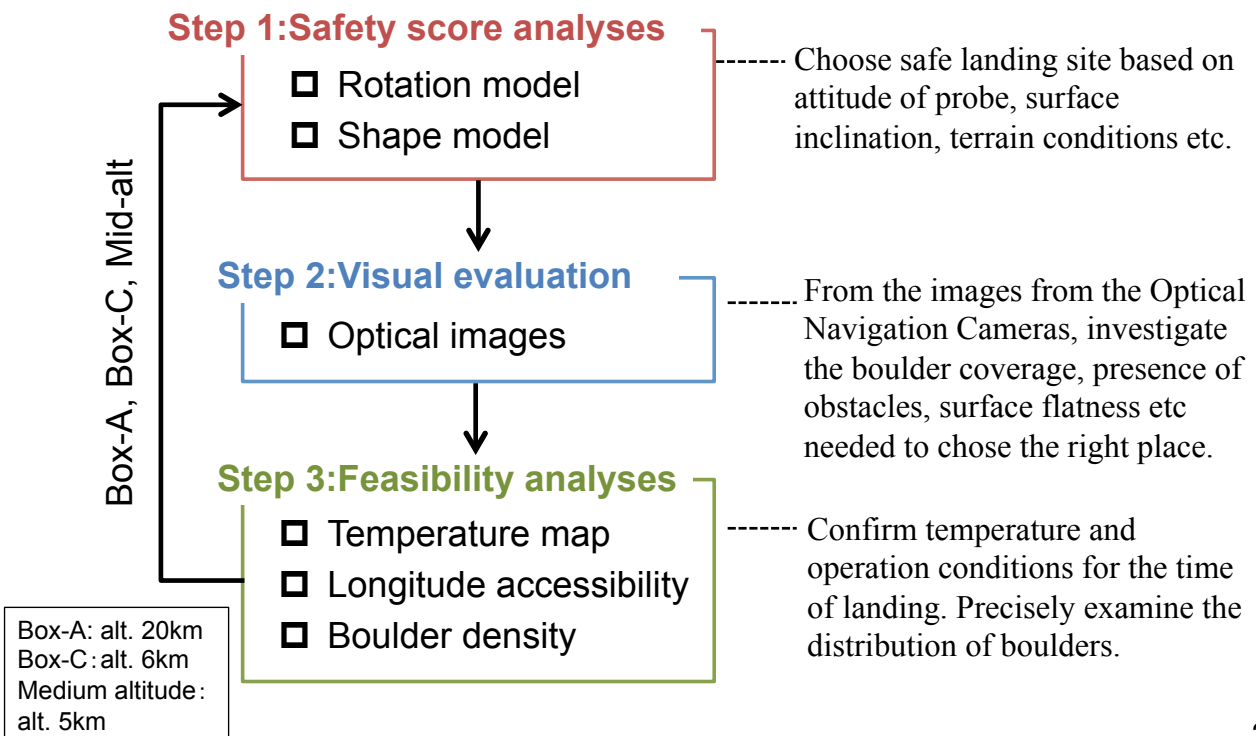 Step 1:Safety score analyses
Rotation model
Shape model
Choose safe landing site based on
attitude of probe, surface
inclination, terrain conditions etc.
Box-A, Box-C, Mid-alt
Step 2:Visual evaluation
Optical images
From the images from the Optical
Navigation Cameras, investigate
the boulder coverage, presence of
obstacles, surface flatness etc
needed to chose the right place.
Step 3:Feasibility analyses
Temperature map
Longitude accessibility
Boulder density
Confirm temperature and
operation conditions for the time
of landing. Precisely examine the
distribution of boulders.
Box-A: alt. 20km
Box-C：alt. 6km
Medium altitude：
alt. 5km